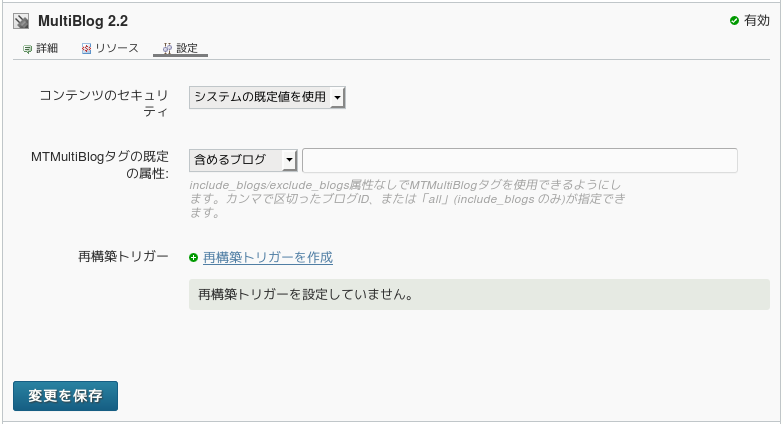 MultiBlog 2.2
有効
詳細 リソース 設定
コンテンツのセキュリ
ティ
システムの既定値を使用
MTMultiBlogタグの既定
の属性:
含めるブログ
include_blogs/exclude_blogs属性なしでMTMultiBlogタグを使用できるようにし
ます。カンマで区切ったブログID、または「all」(include_blogs のみ)が指定でき
ます。
再構築トリガー
再構築トリガーを作成
再構築トリガーを設定していません。
変更を保存